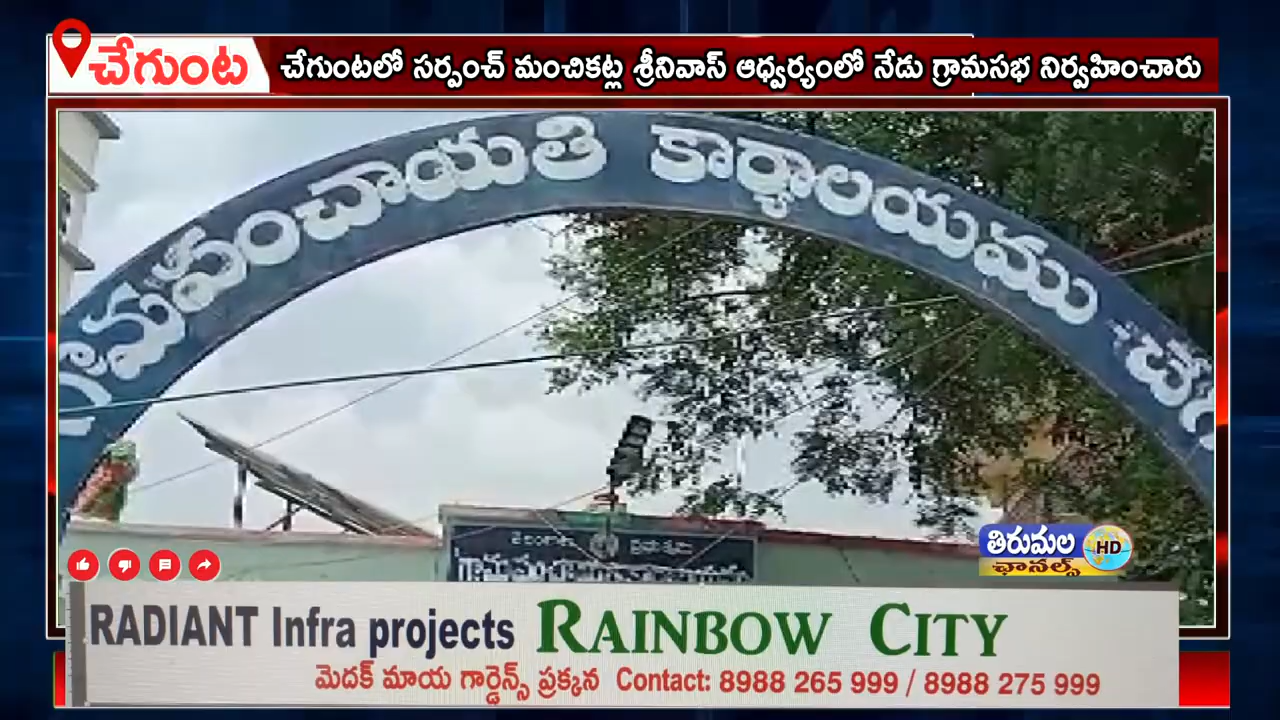 చేగుంట
చేగుంటలో సర్పంచ్ మంచికట్ల శ్రీనివాస్ ఆధ్వర్యంలో నేడు గ్రామసభ నిర్వహించారు
గ్రామపంచాయతి కార్యాలయము చేగు
తిరుమల
HD
ఛానల్స్
RADIANT Infra projects RAINBOW CITY
మెదక్ మాయ గార్డెన్స్ ప్రక్కన Contact: 8988 265 999 / 8988 275 999